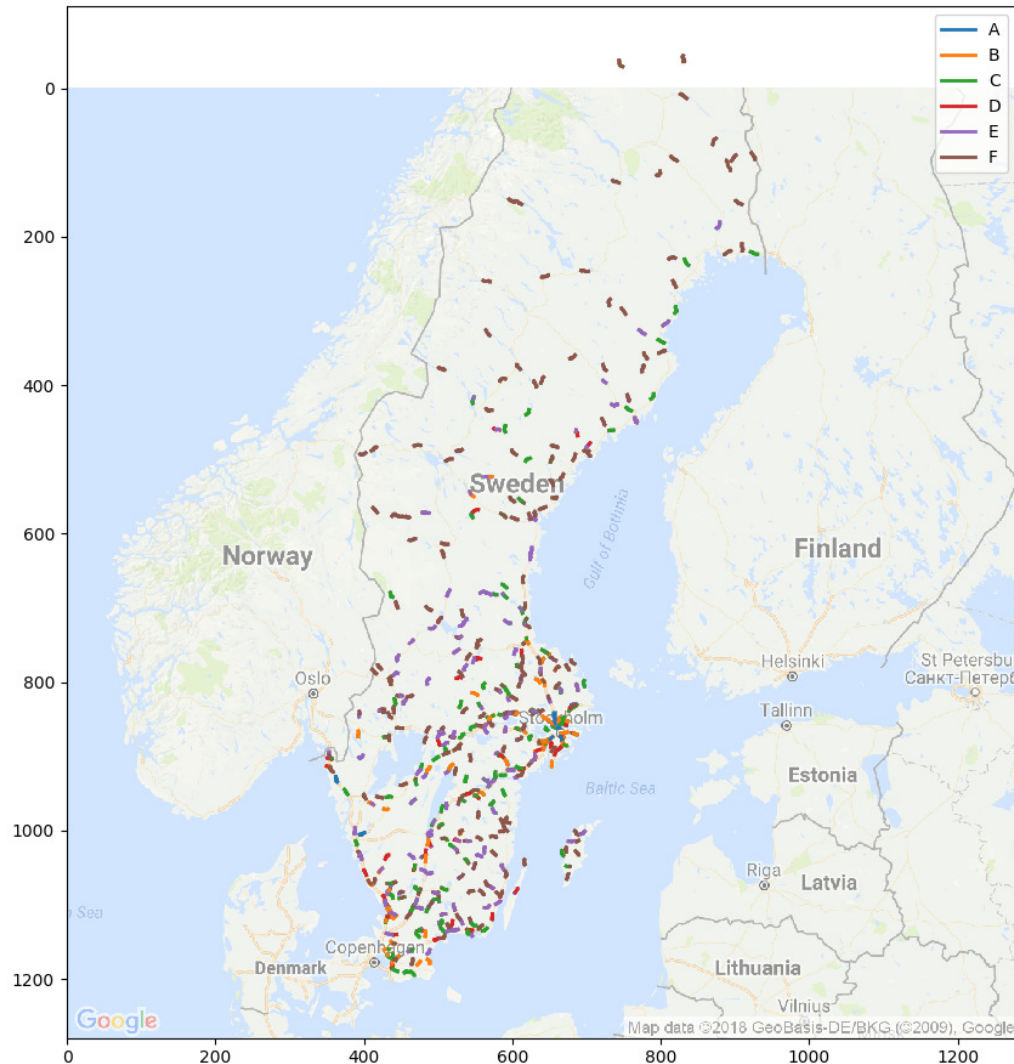 A
B
C
D
E
F
0
200
400
600
800
1000
1200
Sweden
Gulf of Bothnia
Norway
Finland
Oslo
Helsinki
St Petersbu
Санкт-Петерб
Tallinn
Stockholm
Estonia
Baltic Sea
Riga
Latvia
n Sea
Copenhagen
Denmark
Lithuania
Vilnius
Google
Map data ©2018 GeoBasis-DE/BKG (©2009), Google
0
200
400
600
800
1000
1200